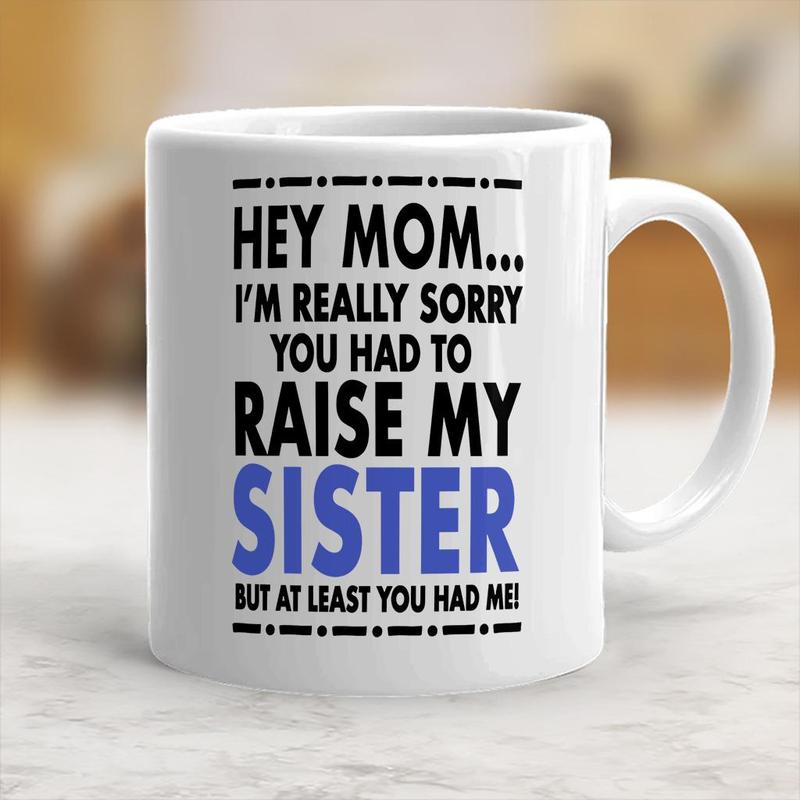 HEY MOM...
I'M REALLY SORRY
YOU HAD TO
RAISE MY
SISTER
BUT AT LEAST YOU HAD ME!